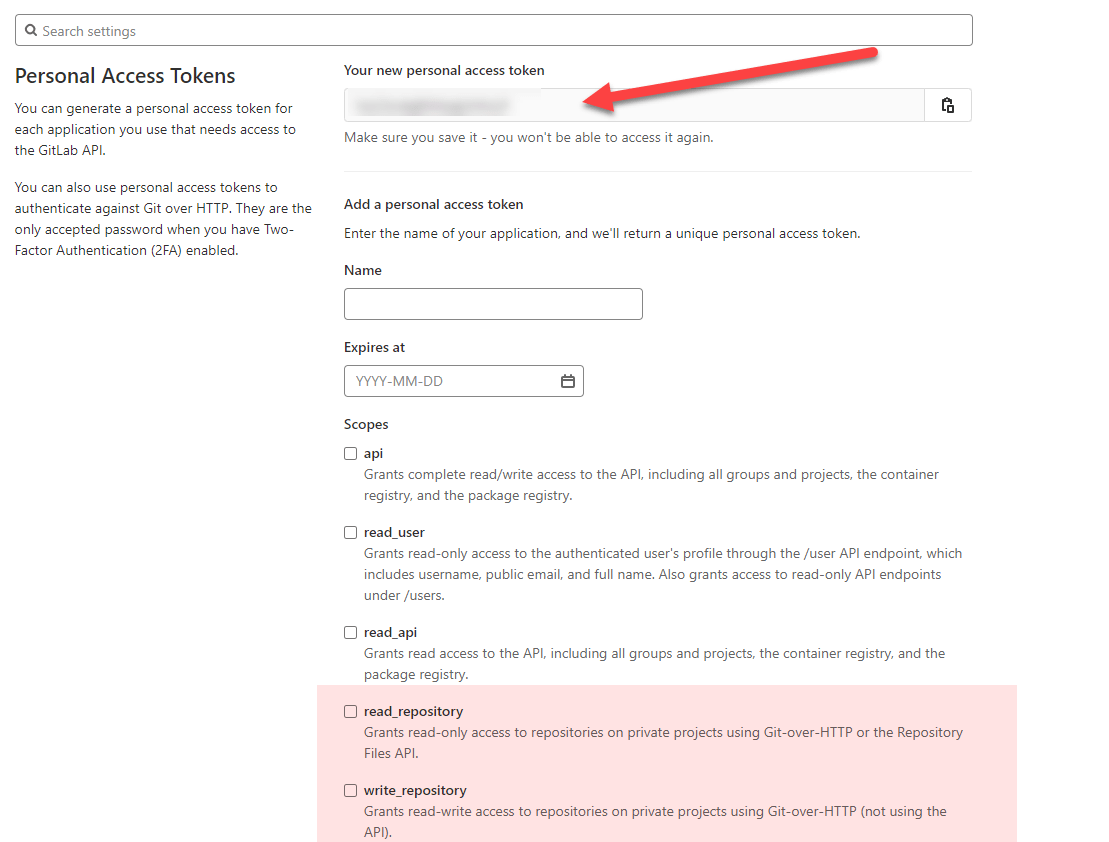 Search settings
Personal Access Tokens
You can generate a personal access token for
each application you use that needs access to
the GitLab API.
You can also use personal access tokens to
authenticate against Git over HTTP. They are the
only accepted password when you have Two-
Factor Authentication (2FA) enabled.
Your new personal access token
Make sure you save it - you won't be able to access it again.
Add a personal access token
Enter the name of your application, and we'll return a unique personal access token.
Name
Expires at
YYYY-MM-DD
Scopes
api
Grants complete read/write access to the API, including all groups and projects, the container
registry, and the package registry.
read_user
Grants read-only access to the authenticated user's profile through the /user API endpoint, which
includes username, public email, and full name. Also grants access to read-only API endpoints
under /users.
read_api
Grants read access to the API, including all groups and projects, the container registry, and the
package registry.
read_repository
Grants read-only access to repositories on private projects using Git-over-HTTP or the Repository
Files API.
write_repository
Grants read-write access to repositories on private projects using Git-over-HTTP (not using the
API).